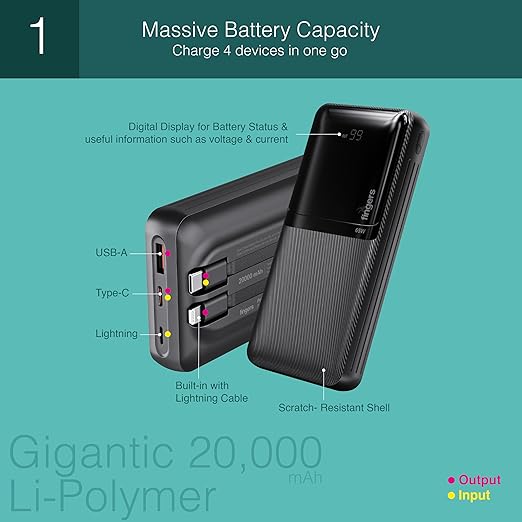 1
Massive Battery Capacity
Charge 4 devices in one go
Digital Display for Battery Status &
useful information such as voltage & current
99
fingers
65W
USB-A
Type-C
Lightning
20000 mAh
fingers
Built-in with
Lightning Cable
Scratch- Resistant Shell
Gigantic 20,000
mAh
Li-Polymer
Output
Input